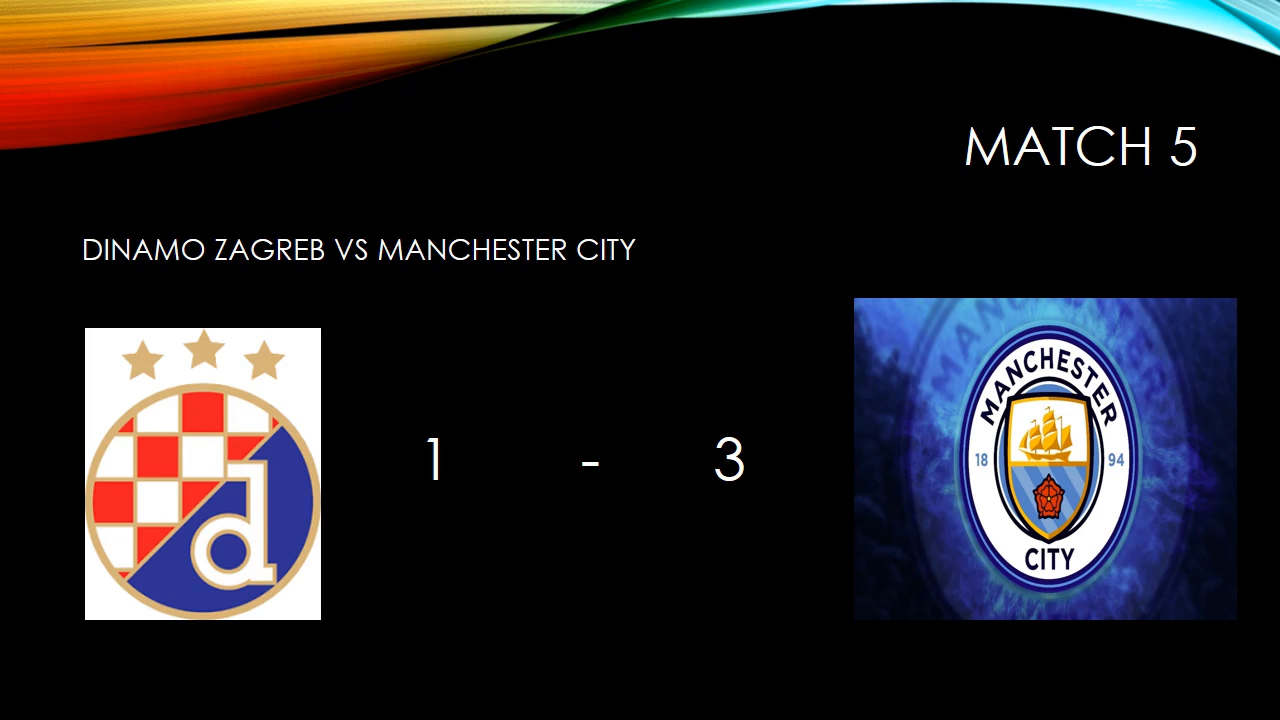 MATCH 5
DINAMO ZAGREB VS MANCHESTER CITY
1 - 3
d
MANCHESTER
18 94
CITY